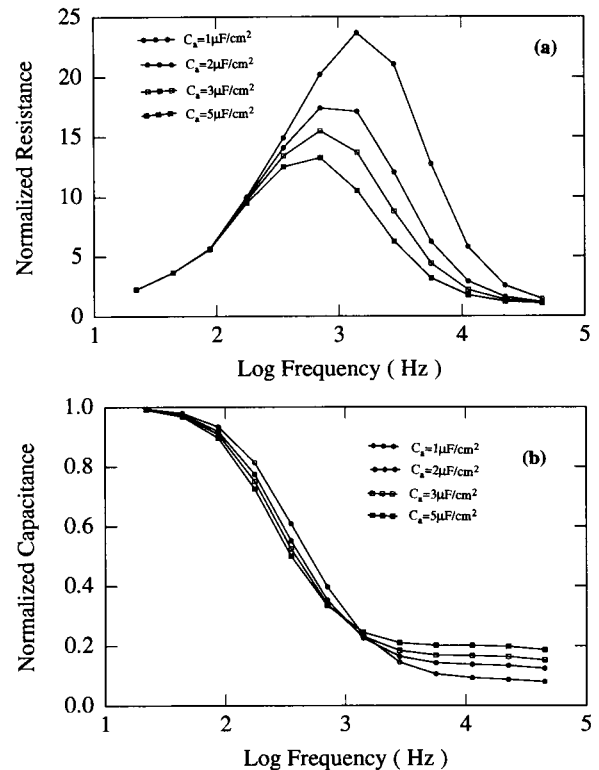 25
20
15
10
5
0
Normalized Resistance
Cₐ=1μF/cm²
Cₐ=2μF/cm²
Cₐ=3μF/cm²
Cₐ=5μF/cm²
(a)
1 2 3 4 5
Log Frequency ( Hz )
1.0
0.8
0.6
0.4
0.2
0.0
Normalized Capacitance
Cₐ=1μF/cm²
Cₐ=2μF/cm²
Cₐ=3μF/cm²
Cₐ=5μF/cm²
(b)
1 2 3 4 5
Log Frequency ( Hz )